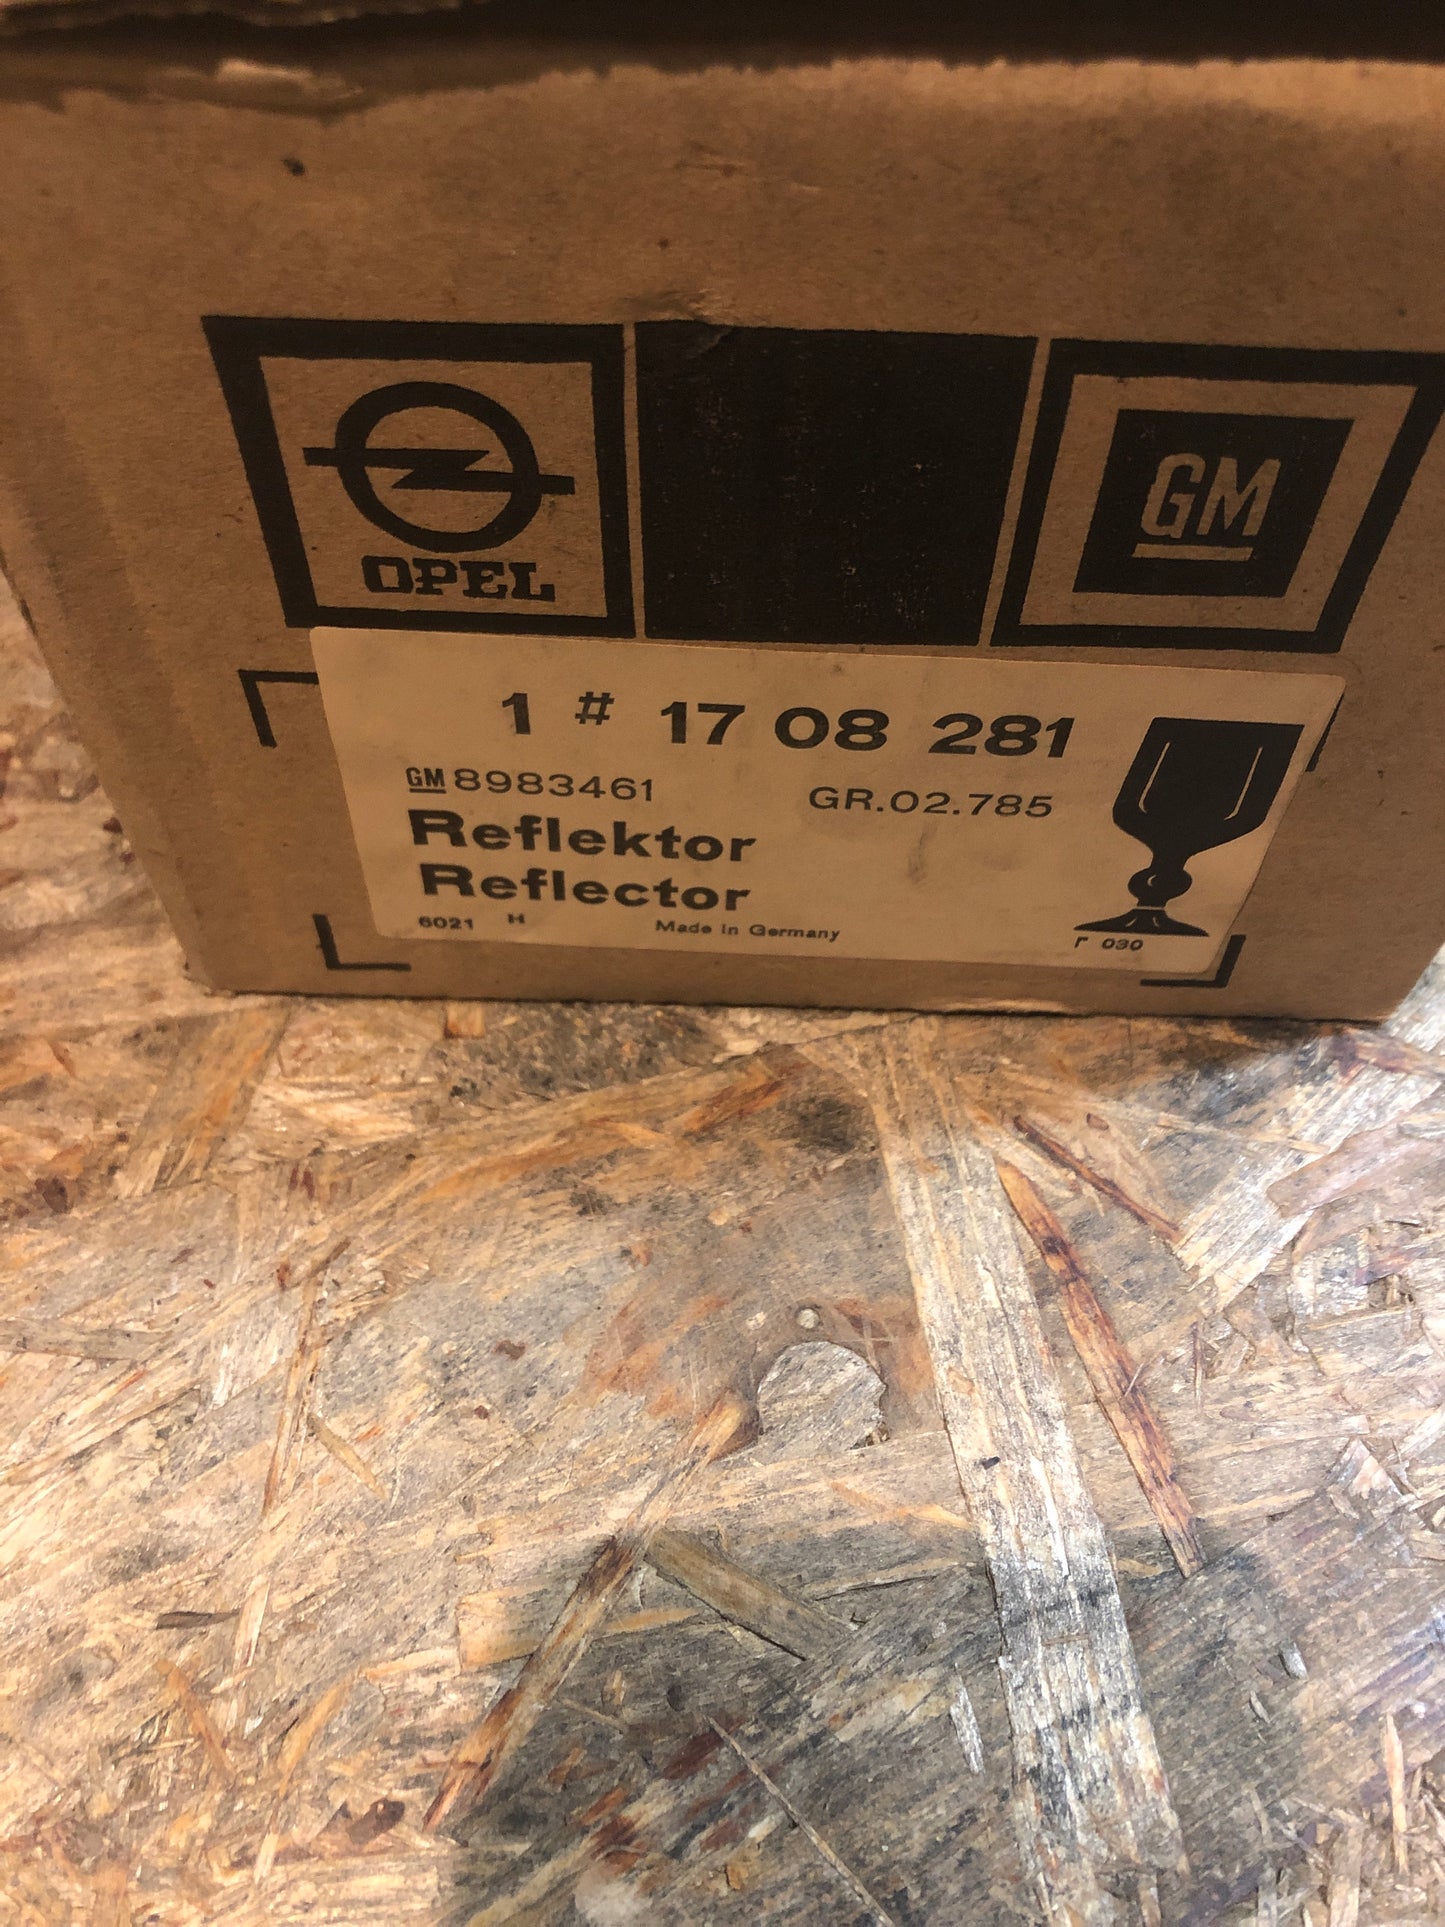 OPEL
GM
1 # 17 08 281
GM 8983461 GR.02.785
Reflektor
Reflector
6021 H Made in Germany
Γ 030